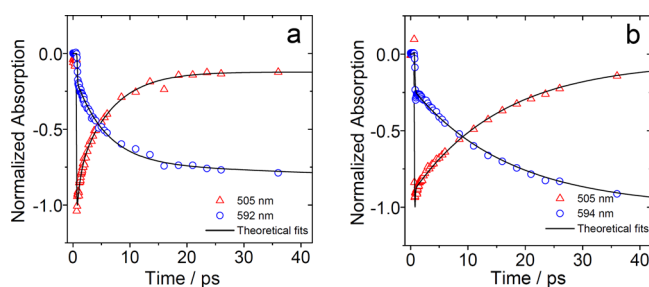 a
0.0
-0.5
-1.0
Normalized Absorption
505 nm
592 nm
Theoretical fits
0 10 20 30 40
Time / ps
b
0.0
-0.5
-1.0
Normalized Absorption
505 nm
594 nm
Theoretical fits
0 10 20 30 40
Time / ps